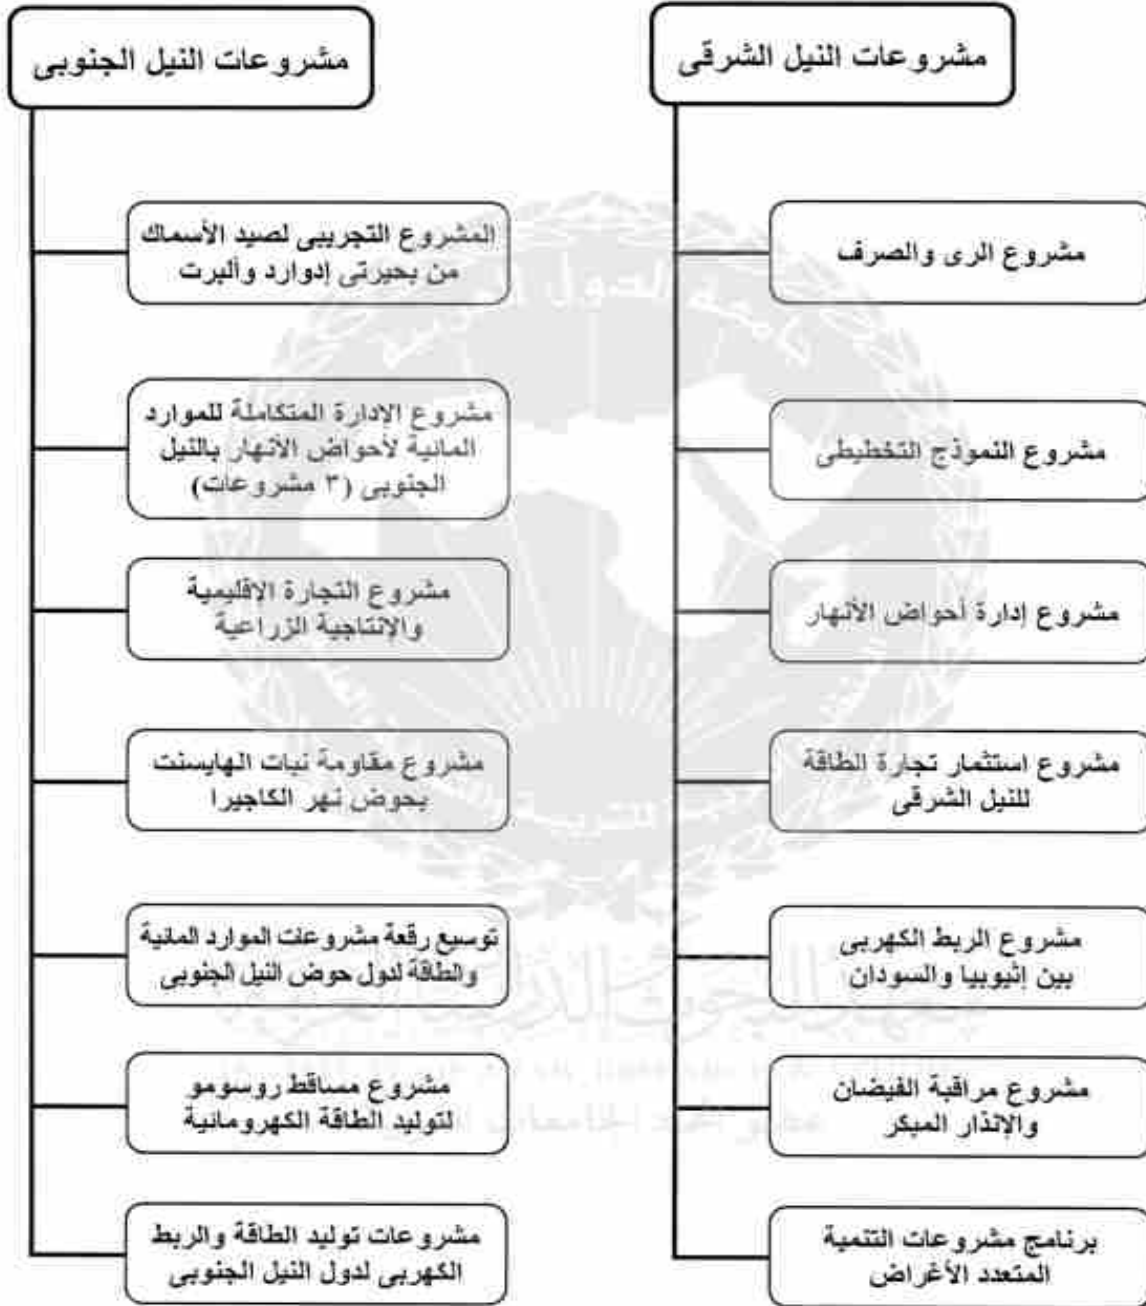 مشروعات النيل الشرقى
مشروع الرى والصرف
مشروع النموذج التخطيطى
مشروع إدارة أحواض الأنهار
مشروع استثمار تجارة الطاقة
للنيل الشرقى
مشروع الربط الكهربى
بين إثيوبيا والسودان
مشروع مراقبة الفيضان
والإنذار المبكر
برنامج مشروعات التنمية
المتعدد الأغراض
مشروعات النيل الجنوبى
المشروع التجريبى لصيد الأسماك
من بحيرتى إدوارد وألبرت
مشروع الإدارة المتكاملة للموارد
المائية لأحواض الأنهار بالنيل
الجنوبى (٣ مشروعات)
مشروع التجارة الإقليمية
والإنتاجية الزراعية
مشروع مقاومة نبات الهايسنت
بحوض نهر الكاجيرا
توسيع رقعة مشروعات الموارد المائية
والطاقة لدول حوض النيل الجنوبى
مشروع مساقط روسومو
لتوليد الطاقة الكهرومائية
مشروعات توليد الطاقة والربط
الكهربى لدول النيل الجنوبى